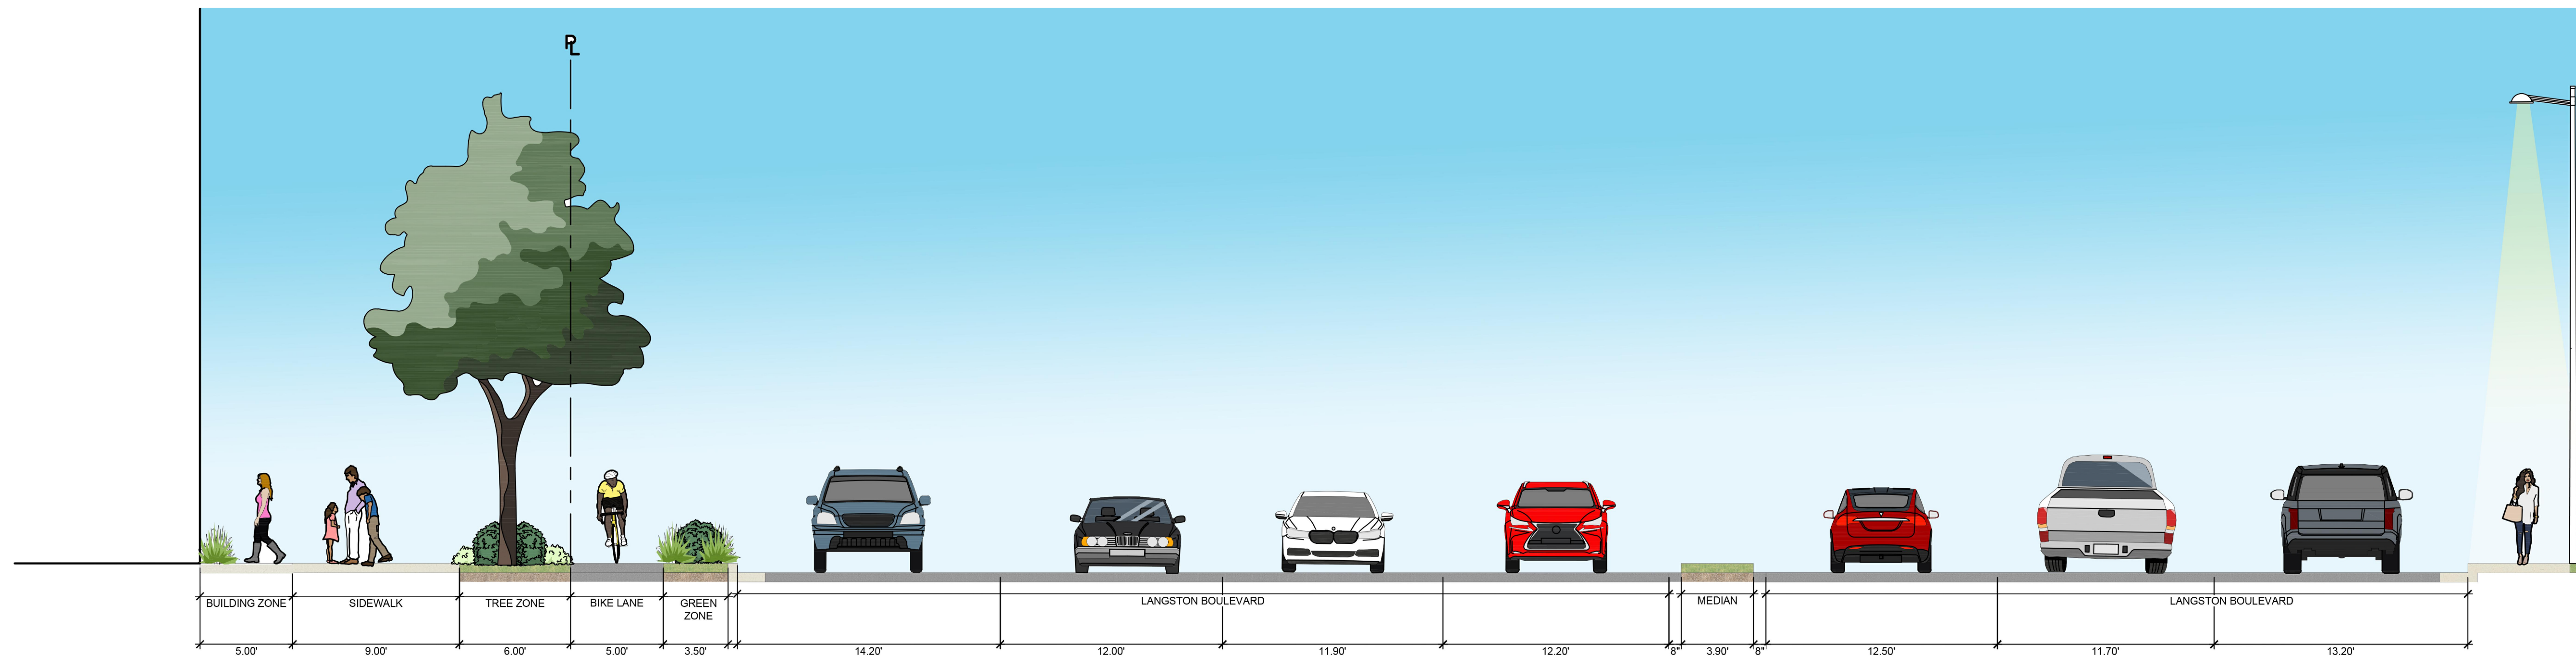 PL
BUILDING ZONE
SIDEWALK
TREE ZONE
BIKE LANE
GREEN
ZONE
LANGSTON BOULEVARD
MEDIAN
LANGSTON BOULEVARD
5.00'
9.00'
6.00'
5.00'
3.50'
14.20'
12.00'
11.90'
12.20'
8"
3.90'
8"
12.50'
11.70'
13.20'